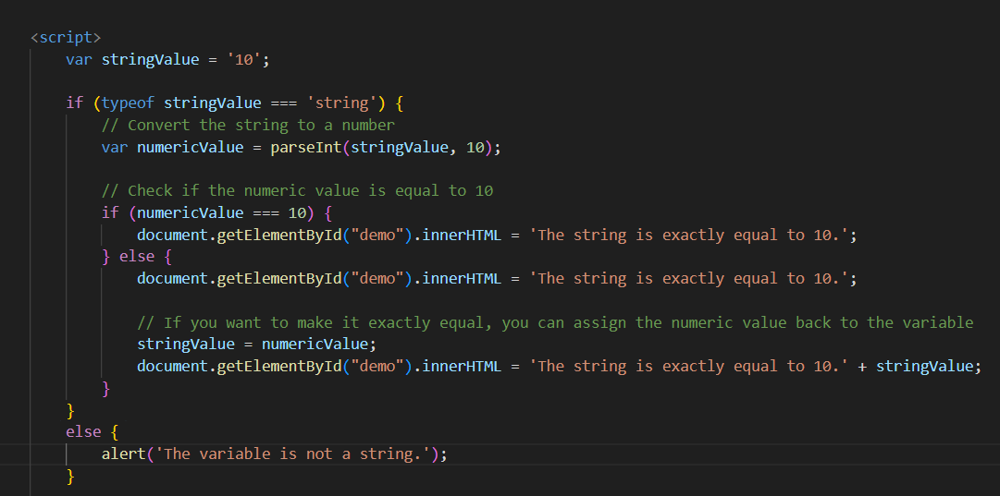 <script>
var stringValue = '10';
if (typeof stringValue === 'string') {
// Convert the string to a number
var numericValue = parseInt(stringValue, 10);
// Check if the numeric value is equal to 10
if (numericValue === 10) {
document.getElementById("demo").innerHTML = 'The string is exactly equal to 10.';
} else {
document.getElementById("demo").innerHTML = 'The string is exactly equal to 10.';
// If you want to make it exactly equal, you can assign the numeric value back to the variable
stringValue = numericValue;
document.getElementById("demo").innerHTML = 'The string is exactly equal to 10.' + stringValue;
}
}
else {
alert('The variable is not a string.');
}